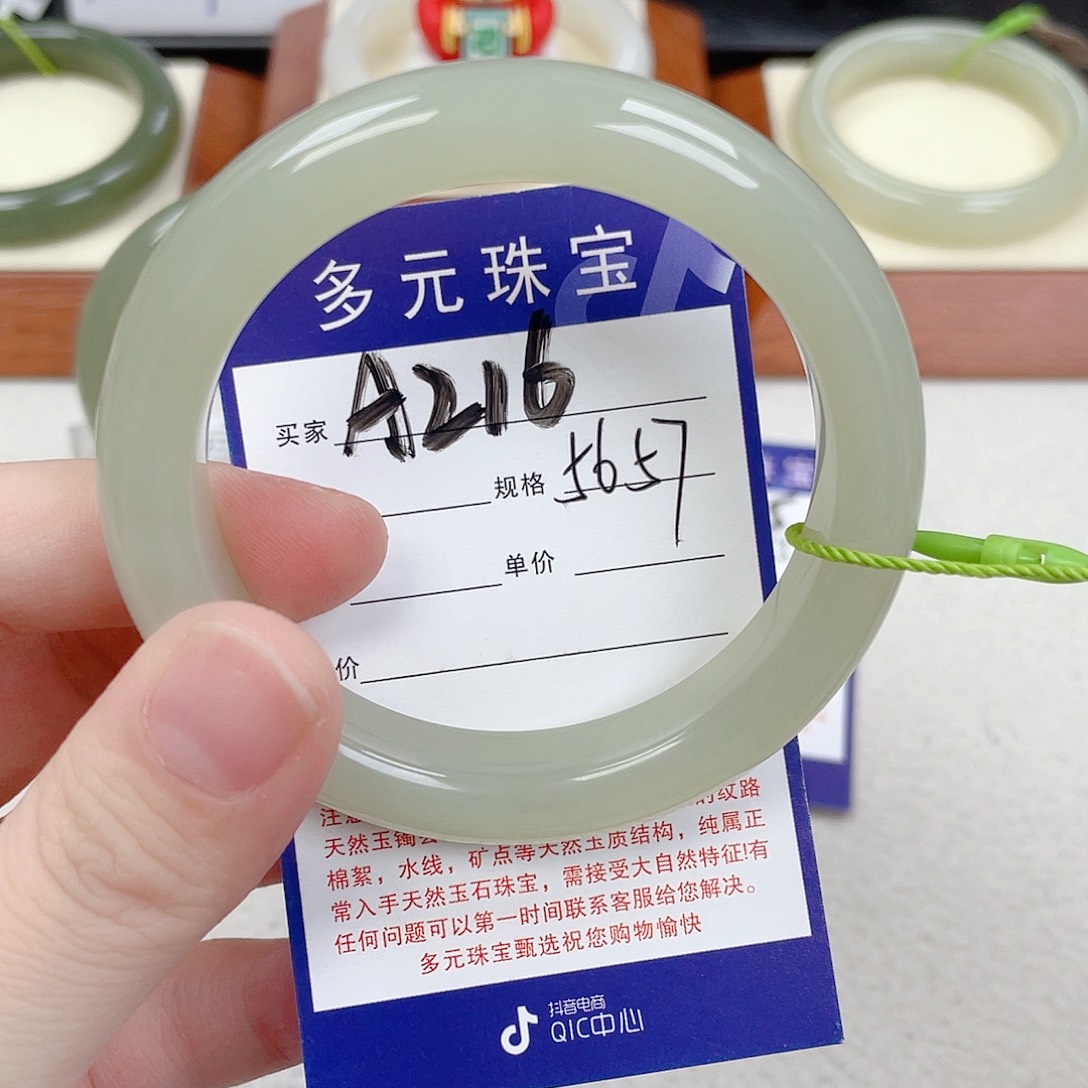 多元珠宝
买家 A216
规格 5657
单价
价
的纹路
天然玉镯
棉絮，水线，矿点等天然玉质结构，纯属正
常入手天然玉石珠宝，需接受大自然特征!有
任何问题可以第一时间联系客服给您解决。
多元珠宝甄选祝您购物愉快
抖音电商
QIC中心